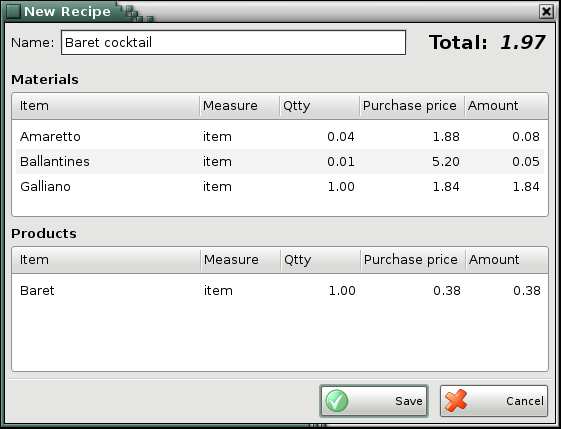 New Recipe
Name: Baret cocktail Total: 1.97
Materials
Item Measure Qtty Purchase price Amount
Amaretto item 0.04 1.88 0.08
Ballantines item 0.01 5.20 0.05
Galliano item 1.00 1.84 1.84
Products
Item Measure Qtty Purchase price Amount
Baret item 1.00 0.38 0.38
Save Cancel